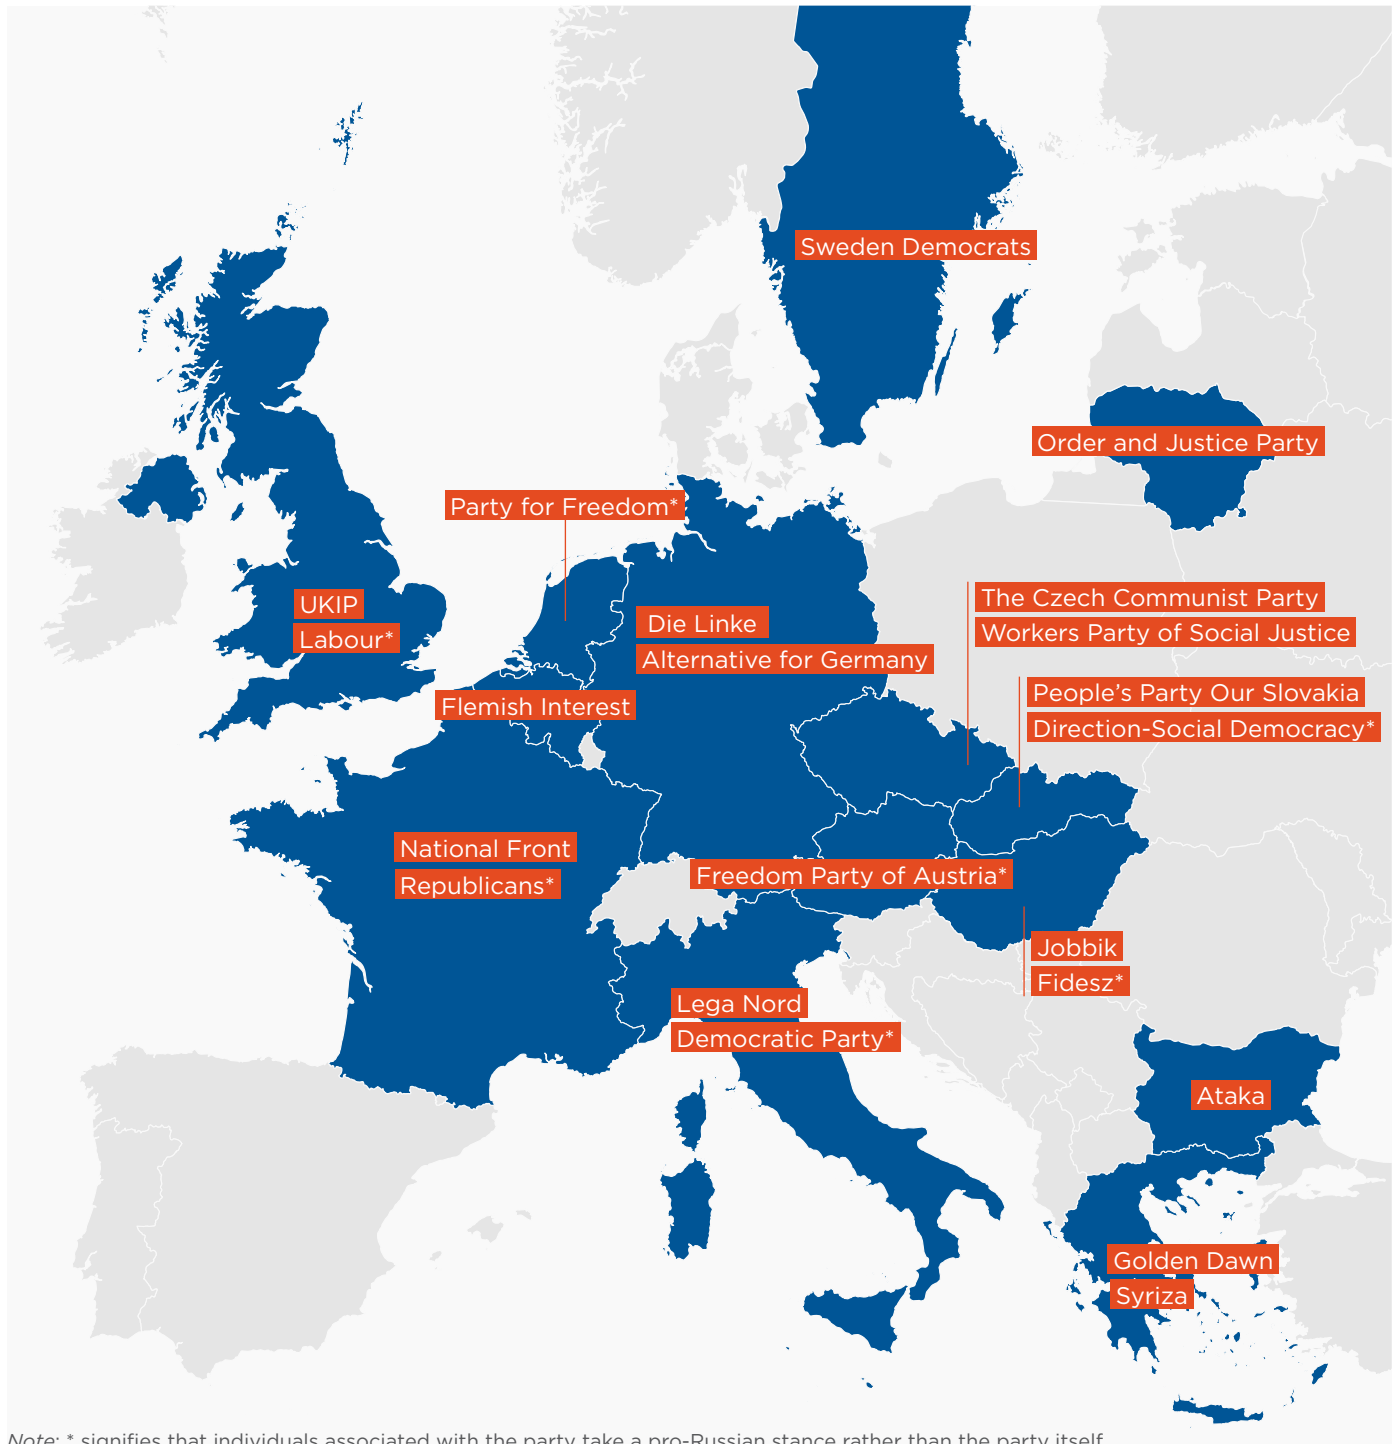 Sweden Democrats
Order and Justice Party
Party for Freedom*
The Czech Communist Party
Workers Party of Social Justice
UKIP
Labour*
Die Linke
Alternative for Germany
People’s Party Our Slovakia
Direction-Social Democracy*
Flemish Interest
National Front
Republicans*
Freedom Party of Austria*
Jobbik
Fidesz*
Lega Nord
Democratic Party*
Ataka
Golden Dawn
Syriza
Note: * signifies that individuals associated with the party take a pro-Russian stance rather than the party itself